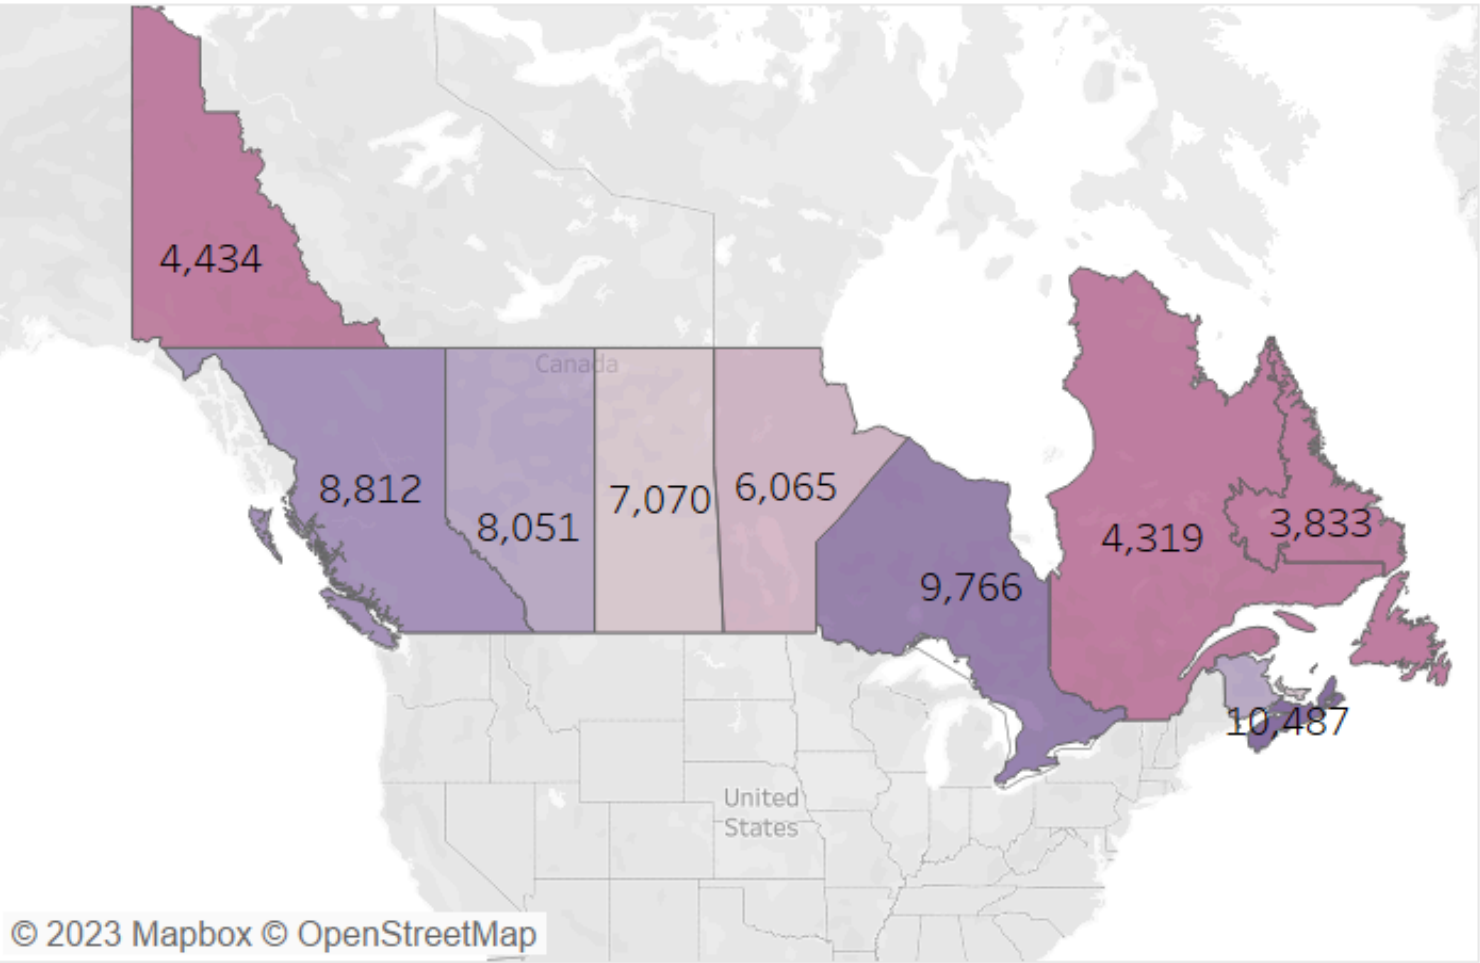 4,434
Canada
8,812
8,051
7,070
6,065
9,766
4,319
3,833
10,487
United
States
© 2023 Mapbox © OpenStreetMap